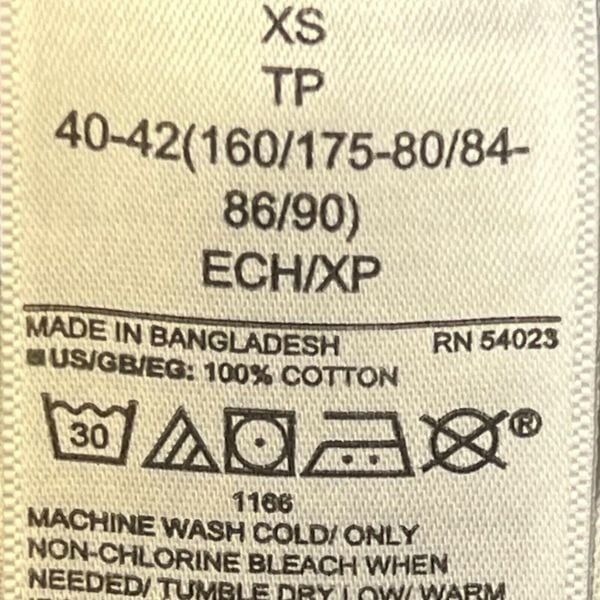 XS
TP
40-42(160/175-80/84-
86/90)
ECH/XP
MADE IN BANGLADESH RN 54023
US/GB/EG: 100% COTTON
30 ®
1166
MACHINE WASH COLD/ ONLY
NON-CHLORINE BLEACH WHEN
NEEDED/ TUMBLE DRY LOW/ WARM